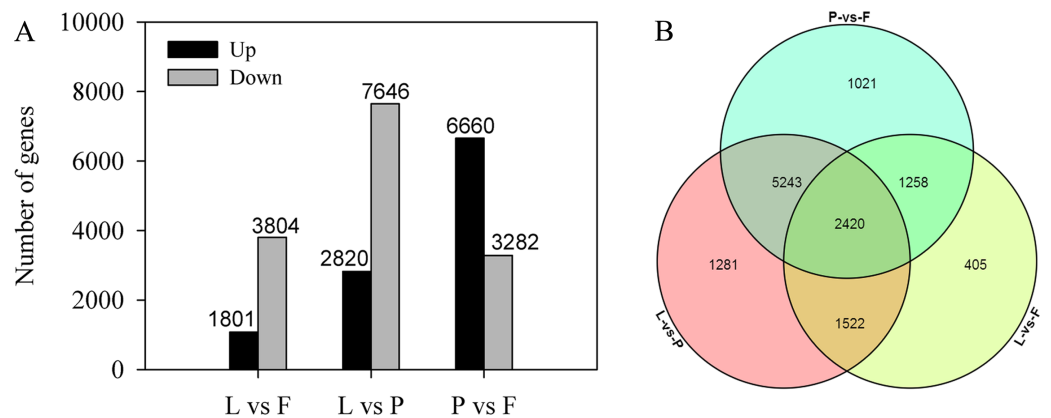 A
10000
8000
6000
4000
2000
0
Number of genes
Up
Down
1801
3804
2820
7646
6660
3282
L vs F
L vs P
P vs F
B
P-vs-F
1021
5243
1258
2420
1281
405
1522
L-vs-P
L-vs-F